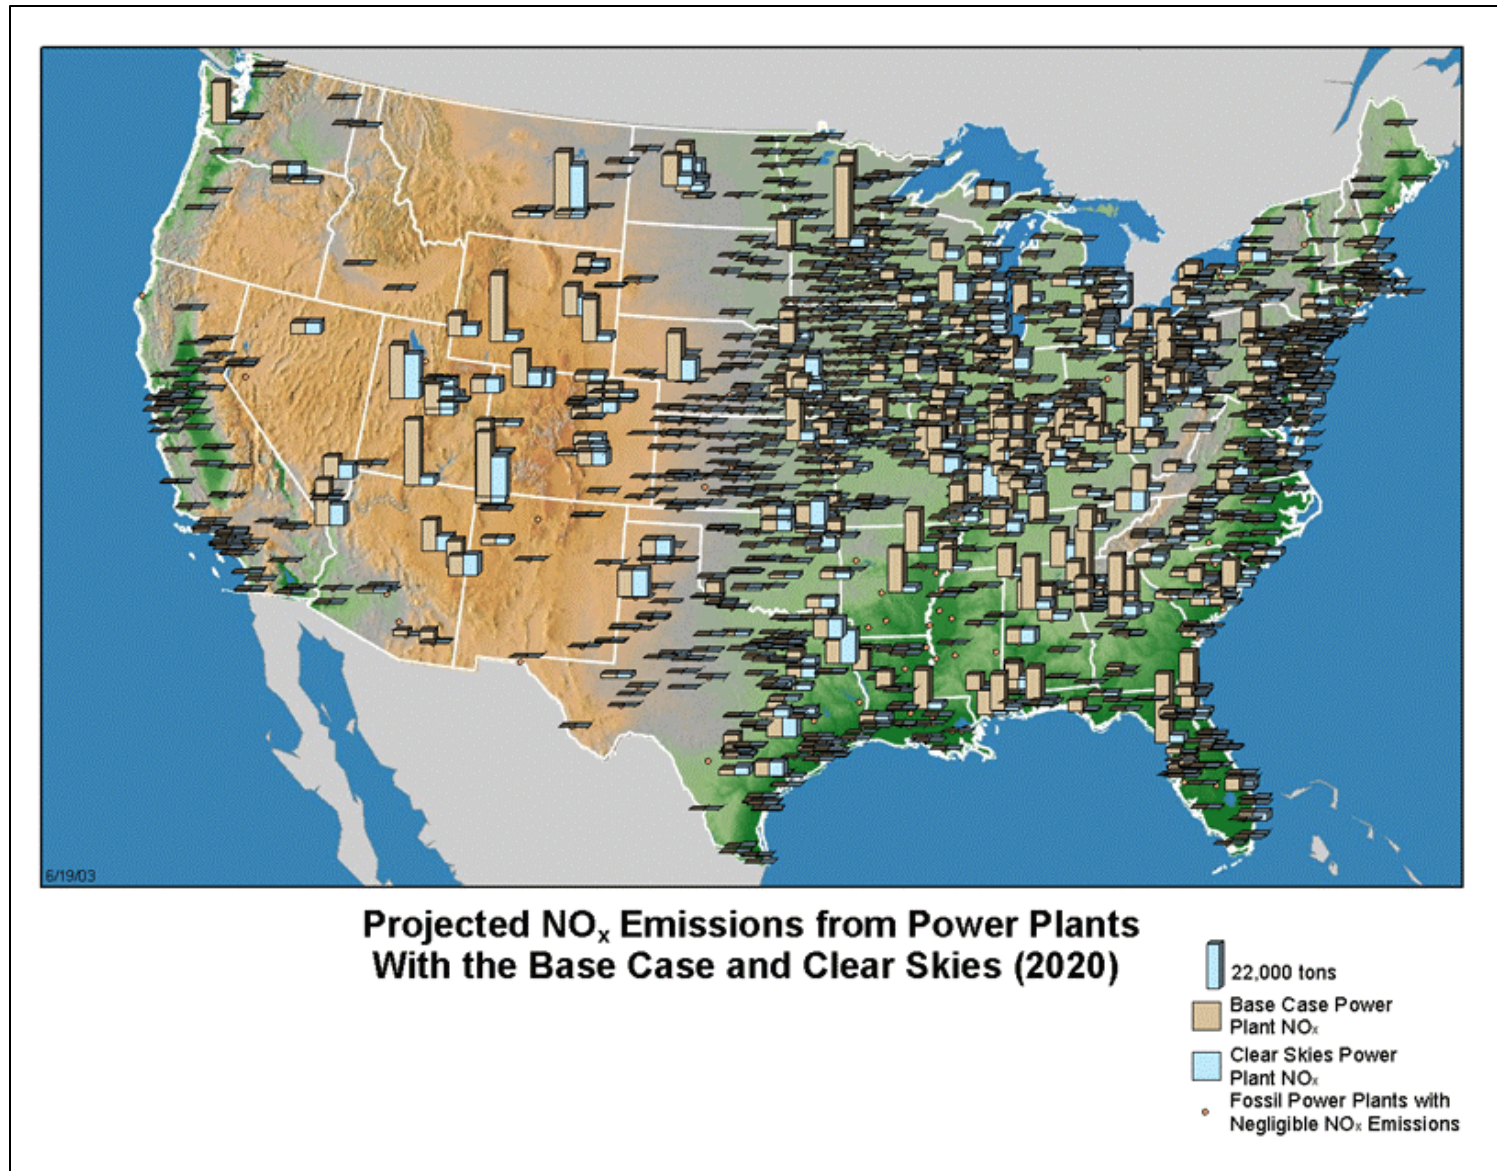 6/19/03
Projected NOx Emissions from Power Plants
With the Base Case and Clear Skies (2020)
22,000 tons
Base Case Power
Plant NOx
Clear Skies Power
Plant NOx
Fossil Power Plants with
Negligible NOx Emissions